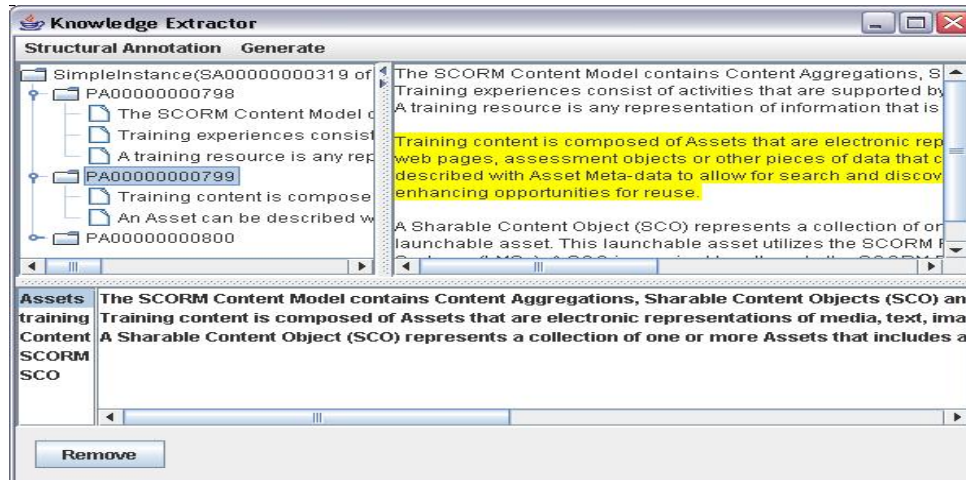 Knowledge Extractor
Structural Annotation Generate
SimpleInstance(SA00000000319 of
PA00000000798
The SCORM Content Model c
Training experiences consist
A training resource is any rep
PA00000000799
Training content is compose
An Asset can be described w
PA00000000800
The SCORM Content Model contains Content Aggregations, S
Training experiences consist of activities that are supported by
A training resource is any representation of information that is
Training content is composed of Assets that are electronic rep
web pages, assessment objects or other pieces of data that c
described with Asset Meta-data to allow for search and discov
enhancing opportunities for reuse.
A Sharable Content Object (SCO) represents a collection of or
launchable asset. This launchable asset utilizes the SCORM
Assets
training
Content
SCORM
SCO
The SCORM Content Model contains Content Aggregations, Sharable Content Objects (SCO) an
Training content is composed of Assets that are electronic representations of media, text, ima
A Sharable Content Object (SCO) represents a collection of one or more Assets that includes a
Remove